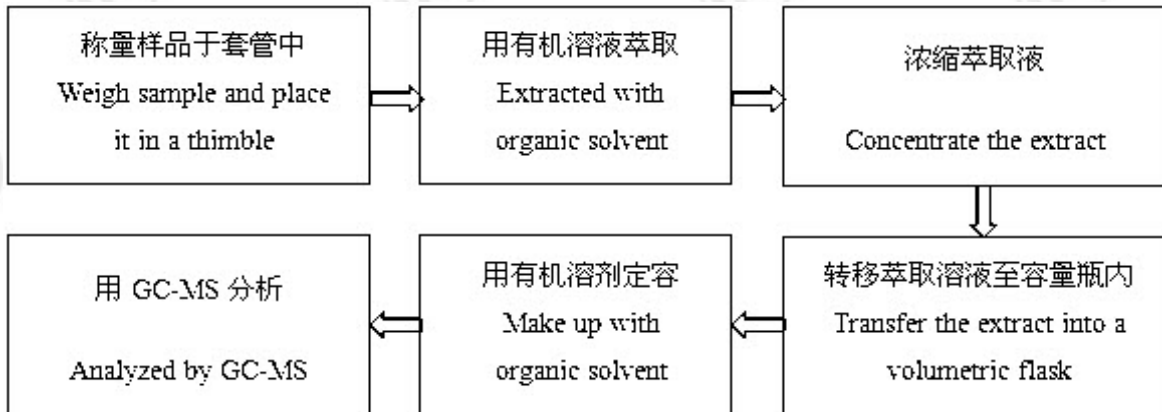 称量样品于套管中
Weigh sample and place
it in a thimble
用有机溶液萃取
Extracted with
organic solvent
浓缩萃取液
Concentrate the extract
转移萃取溶液至容量瓶内
Transfer the extract into a
volumetric flask
用有机溶剂定容
Make up with
organic solvent
用 GC-MS 分析
Analyzed by GC-MS